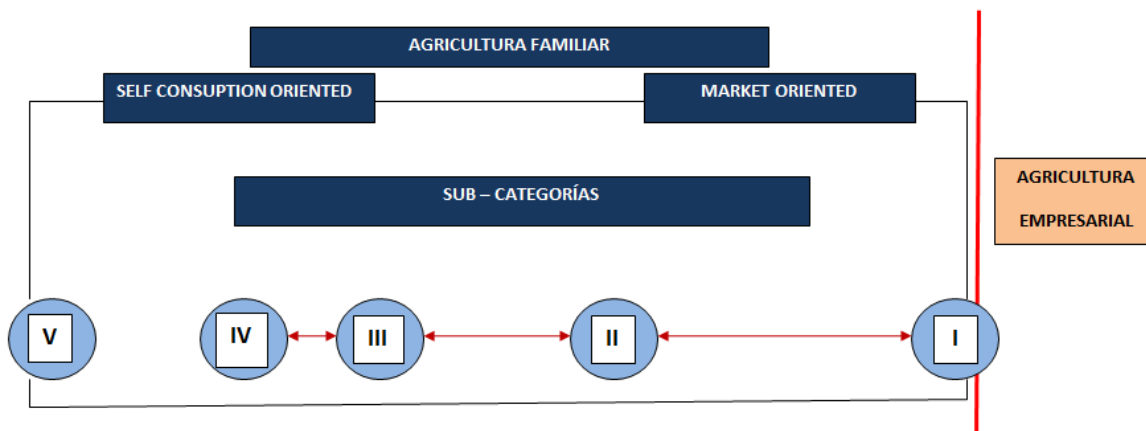 AGRICULTURA FAMILIAR
SELF CONSUPTION ORIENTED
MARKET ORIENTED
SUB – CATEGORÍAS
AGRICULTURA
EMPRESARIAL
V
IV
III
II
I